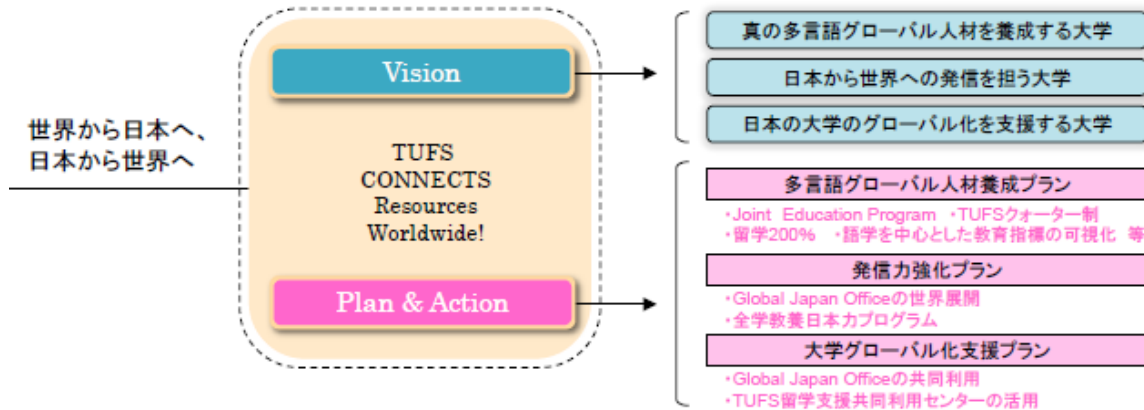 世界から日本へ、
日本から世界へ
Vision
TUFS
CONNECTS
Resources
Worldwide!
Plan & Action
真の多言語グローバル人材を養成する大学
日本から世界への発信を担う大学
日本の大学のグローバル化を支援する大学
多言語グローバル人材養成プラン
・Joint Education Program ・TUFSクォーター制
・留学200% ・語学を中心とした教育指標の可視化 等
発信力強化プラン
・Global Japan Officeの世界展開
・全学教養日本力プログラム
大学グローバル化支援プラン
・Global Japan Officeの共同利用
・TUFS留学支援共同利用センターの活用